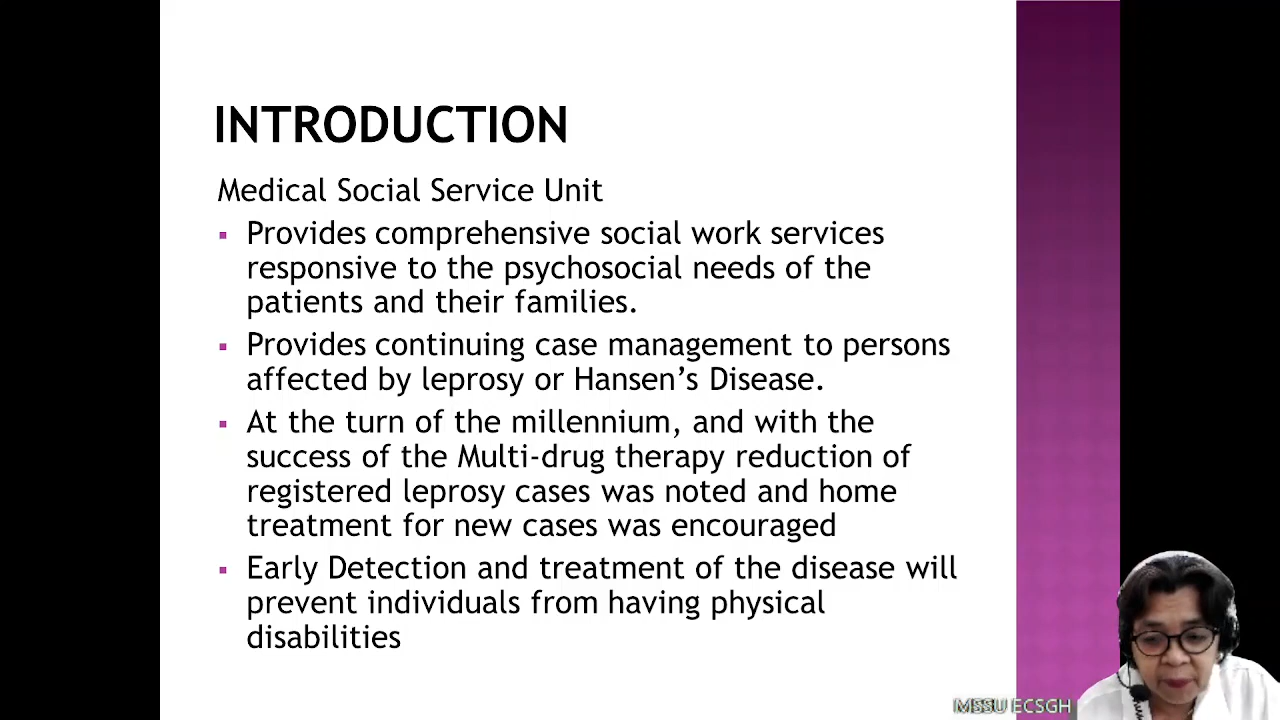 INTRODUCTION
Medical Social Service Unit
▪ Provides comprehensive social work services
responsive to the psychosocial needs of the
patients and their families.
▪ Provides continuing case management to persons
affected by leprosy or Hansen's Disease.
▪ At the turn of the millennium, and with the
success of the Multi-drug therapy reduction of
registered leprosy cases was noted and home
treatment for new cases was encouraged
▪ Early Detection and treatment of the disease will
prevent individuals from having physical
disabilities
MSSU ECSGH